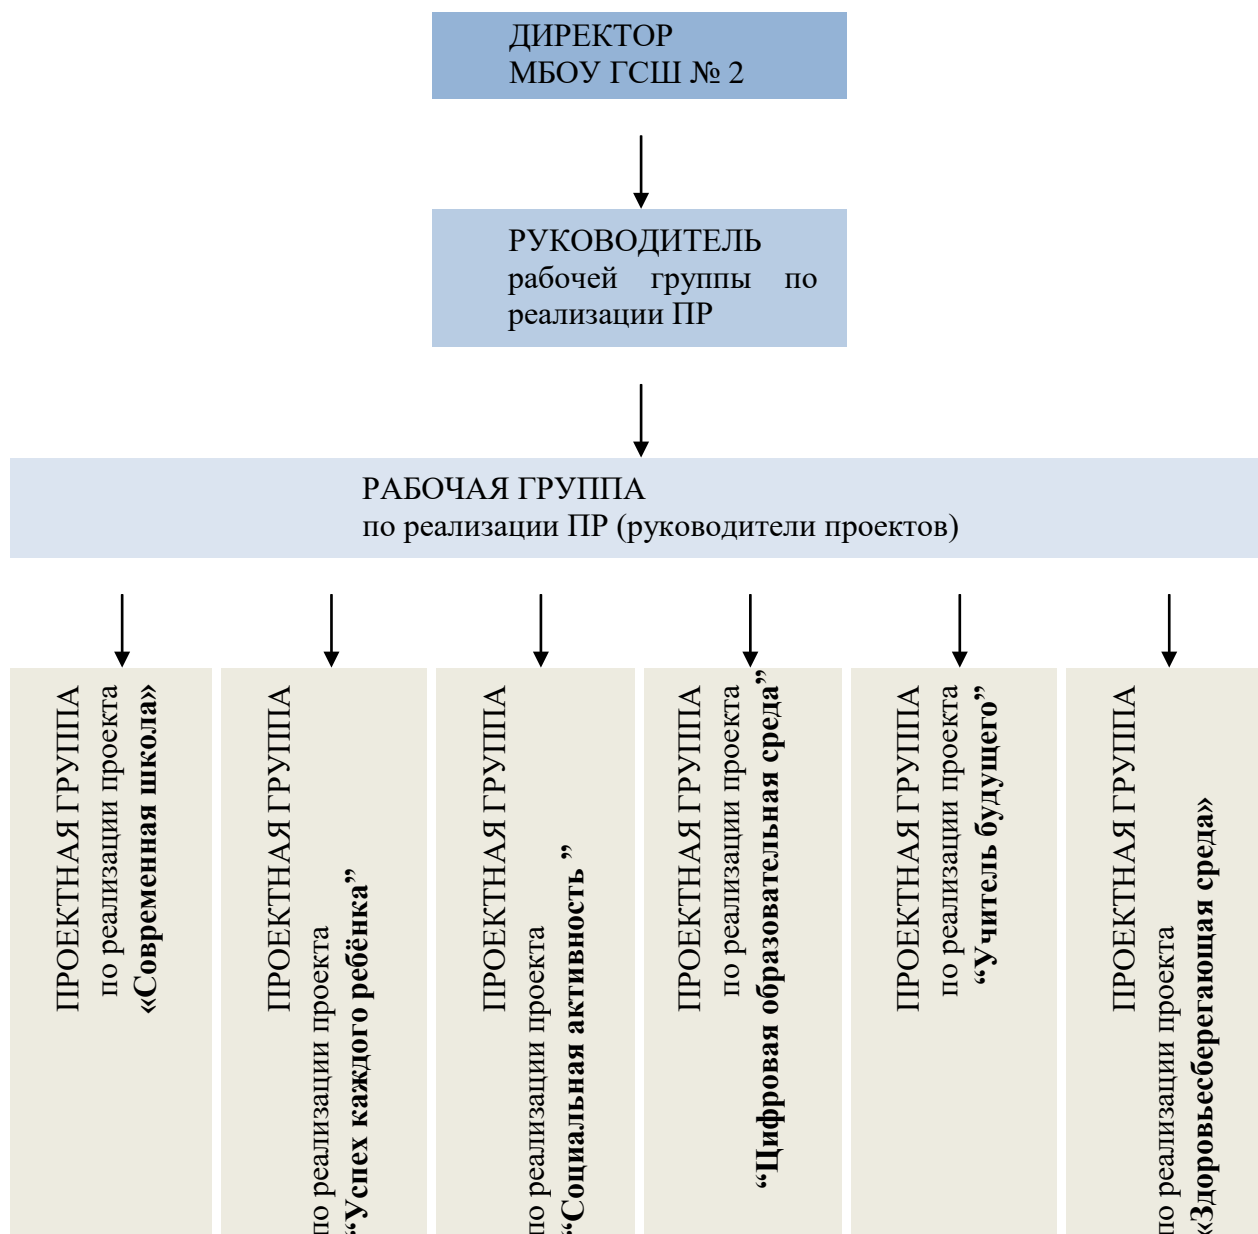 ДИРЕКТОР
МБОУ ГСШ № 2
РУКОВОДИТЕЛЬ
рабочей группы по
реализации ПР
РАБОЧАЯ ГРУППА
по реализации ПР (руководители проектов)
ПРОЕКТНАЯ ГРУППА
по реализации проекта
«Современная школа»
ПРОЕКТНАЯ ГРУППА
по реализации проекта
“Успех каждого ребёнка”
ПРОЕКТНАЯ ГРУППА
по реализации проекта
“Социальная активность ”
ПРОЕКТНАЯ ГРУППА
по реализации проекта
“Цифровая образовательная среда”
ПРОЕКТНАЯ ГРУППА
по реализации проекта
“Учитель будущего”
ПРОЕКТНАЯ ГРУППА
по реализации проекта
«Здоровьесберегающая среда»